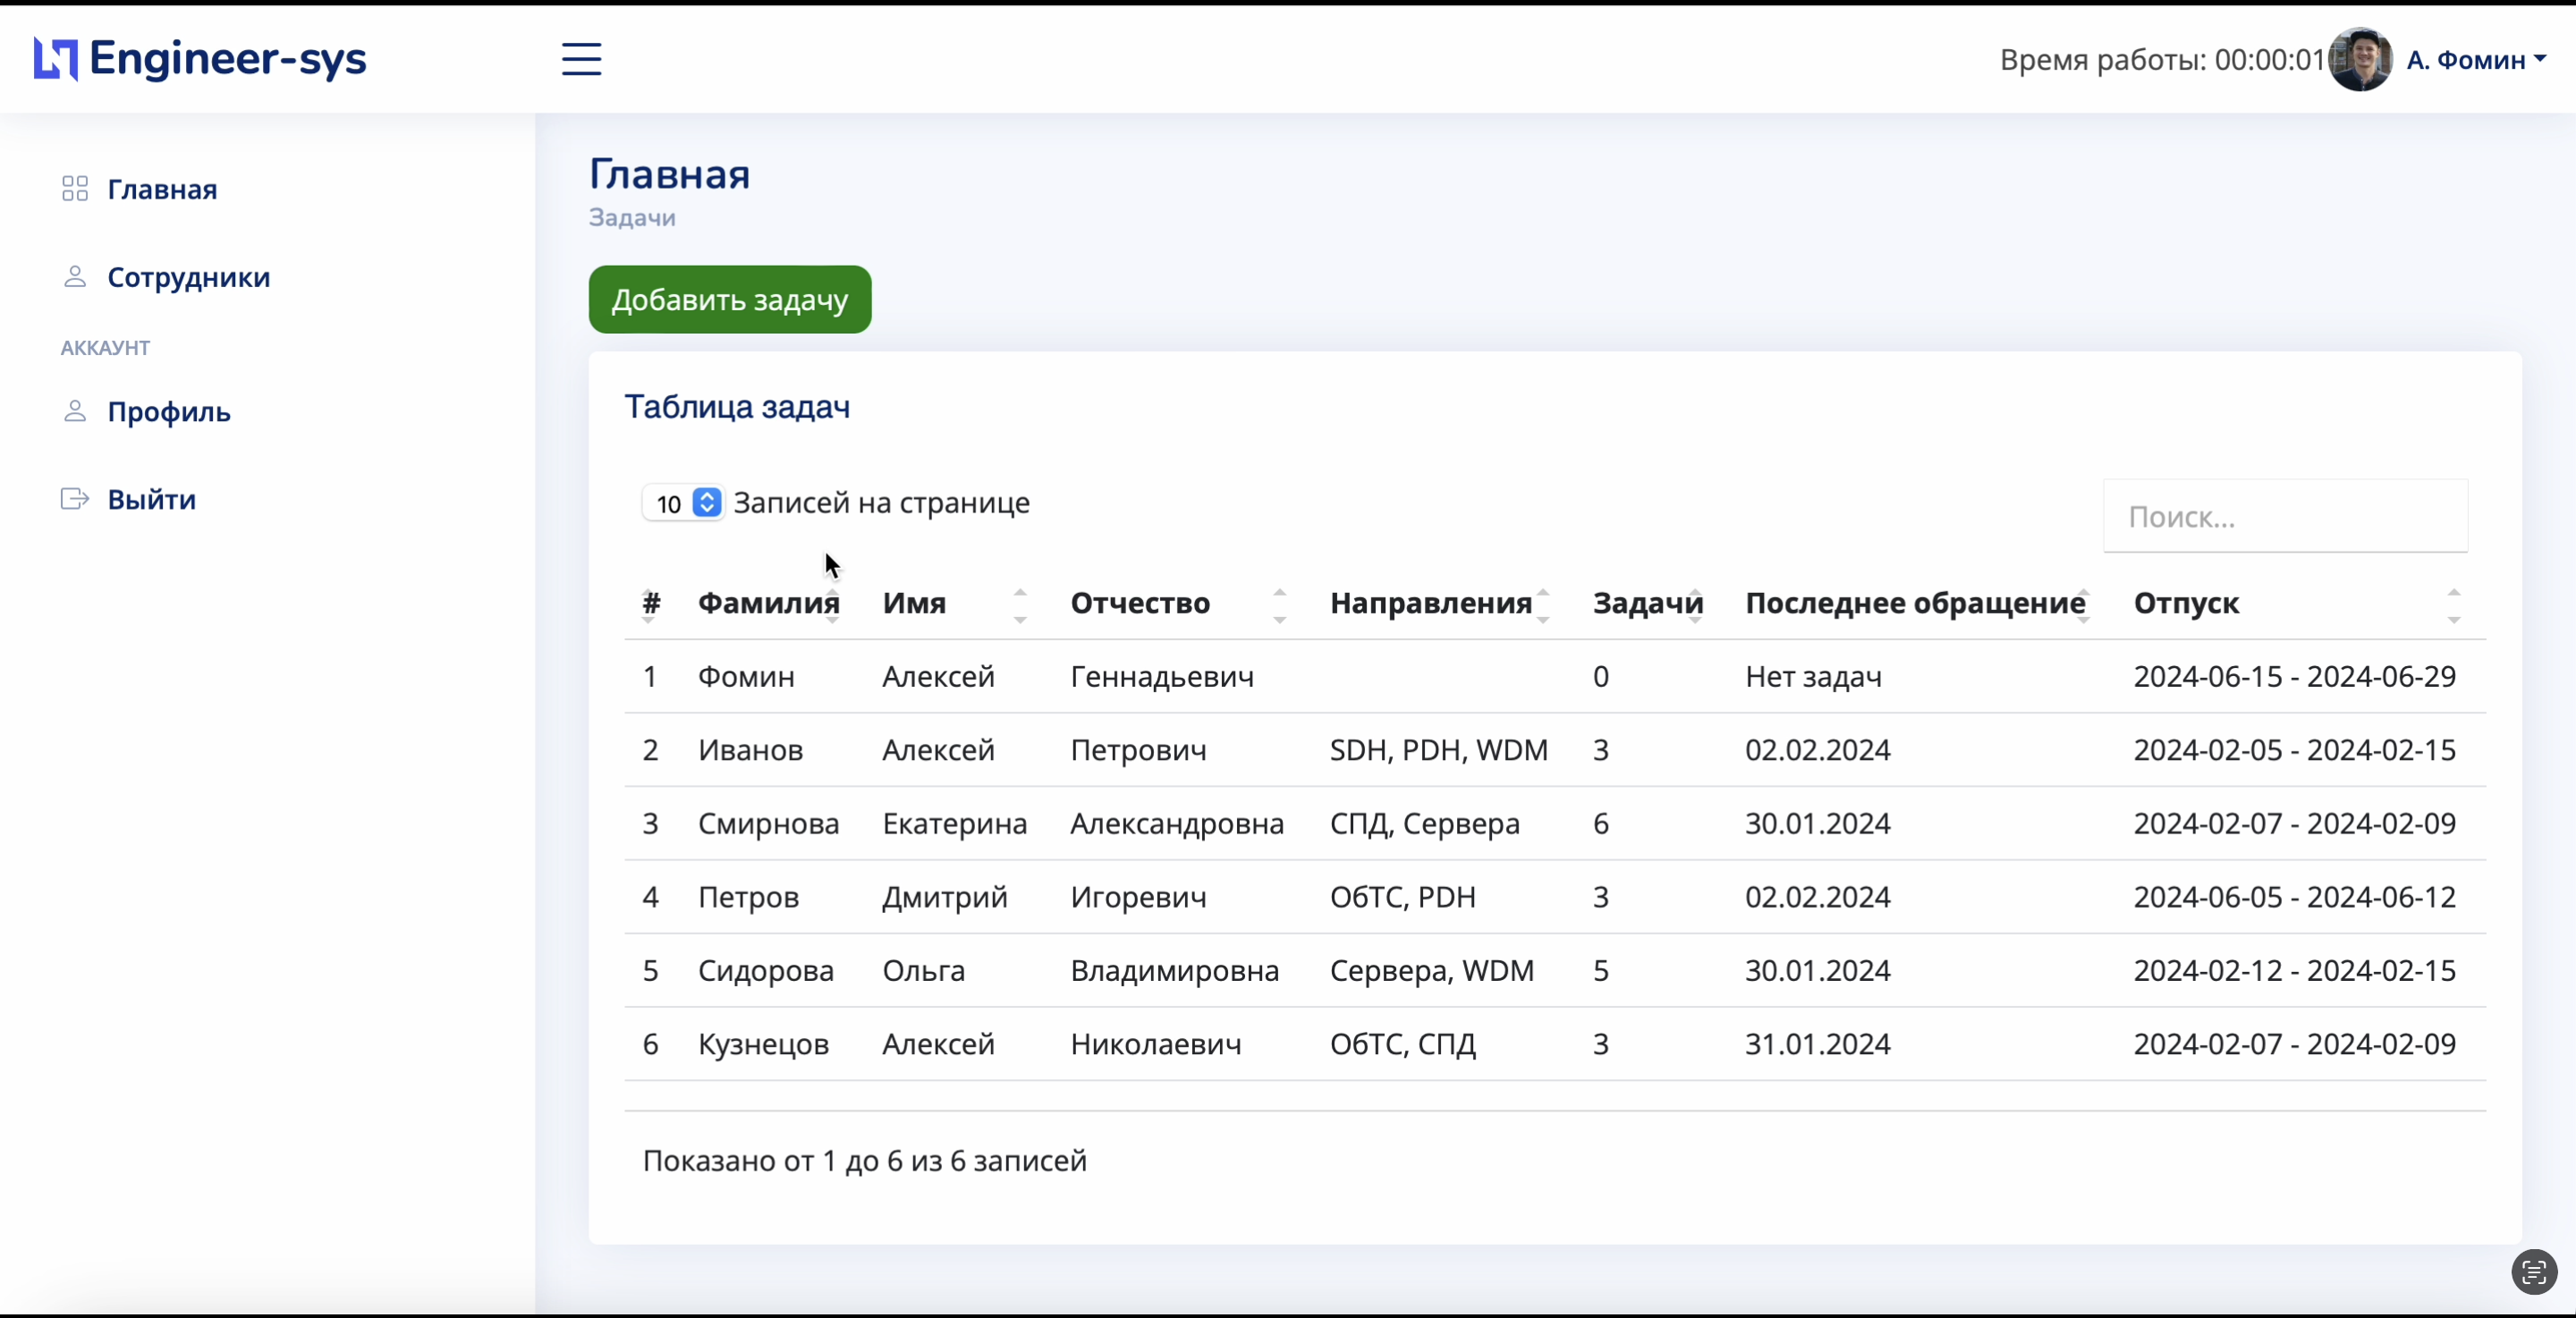 Engineer-sys
Время работы: 00:00:01 А. Фомин
Главная
Сотрудники
АККАУНТ
Профиль
Выйти
Главная
Задачи
Добавить задачу
Таблица задач
10 Записей на странице
Поиск...
# Фамилия Имя Отчество Направления Задачи Последнее обращение Отпуск
1 Фомин Алексей Геннадьевич 0 Нет задач 2024-06-15 - 2024-06-29
2 Иванов Алексей Петрович SDH, PDH, WDM 3 02.02.2024 2024-02-05 - 2024-02-15
3 Смирнова Екатерина Александровна СПД, Сервера 6 30.01.2024 2024-02-07 - 2024-02-09
4 Петров Дмитрий Игоревич ОбТС, PDH 3 02.02.2024 2024-06-05 - 2024-06-12
5 Сидорова Ольга Владимировна Сервера, WDM 5 30.01.2024 2024-02-12 - 2024-02-15
6 Кузнецов Алексей Николаевич ОбТС, СПД 3 31.01.2024 2024-02-07 - 2024-02-09
Показано от 1 до 6 из 6 записей